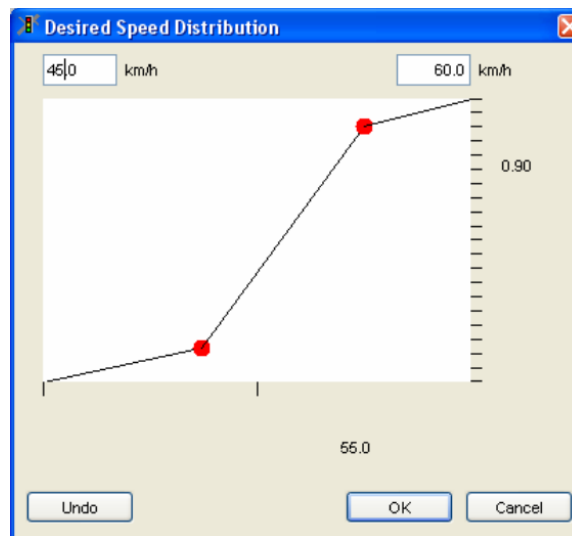 Desired Speed Distribution
45.0 km/h 60.0 km/h
0.90
55.0
Undo OK Cancel